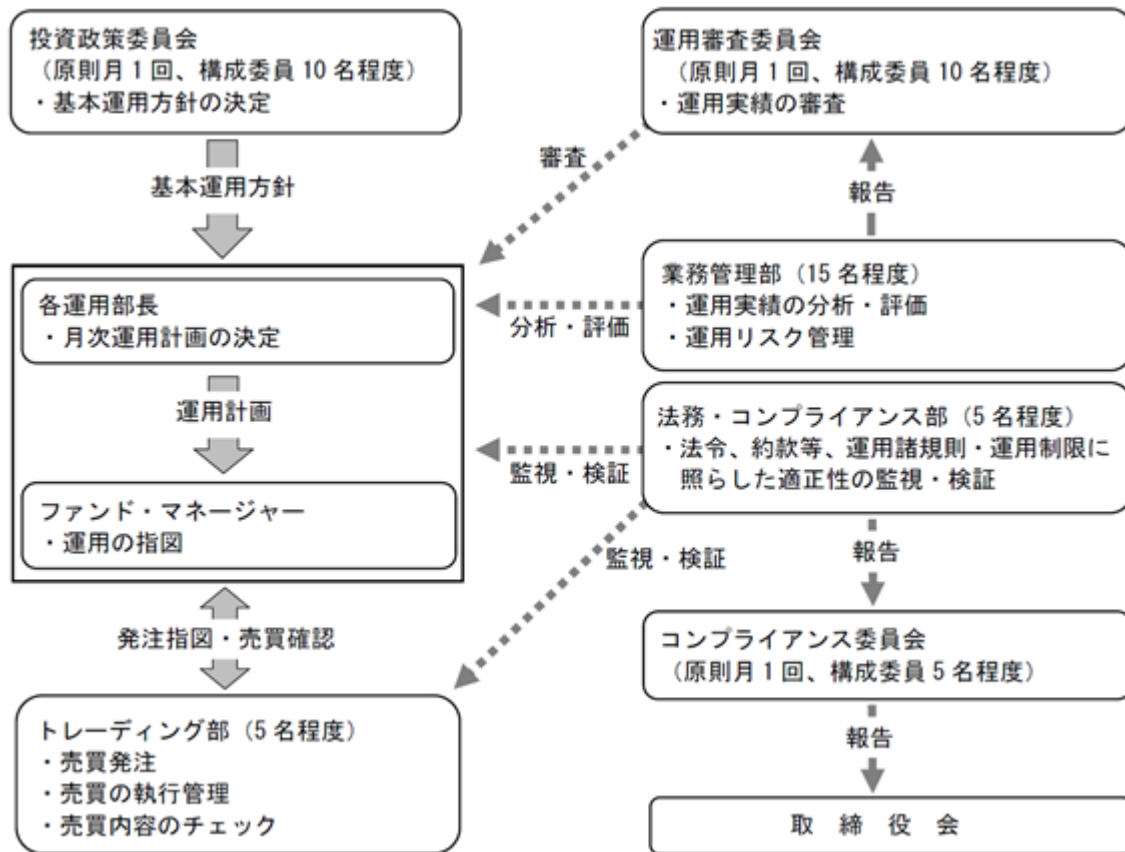 投資政策委員会
(原則月1回、構成委員10名程度)
・基本運用方針の決定
基本運用方針
各運用部長
・月次運用計画の決定
運用計画
ファンド・マネージャー
・運用の指図
発注指図・売買確認
トレーディング部(5名程度)
・売買発注
・売買の執行管理
・売買内容のチェック
運用審査委員会
(原則月1回、構成委員10名程度)
・運用実績の審査
審査
報告
業務管理部(15名程度)
・運用実績の分析・評価
・運用リスク管理
分析・評価
法務・コンプライアンス部(5名程度)
・法令、約款等、運用諸規則・運用制限に
照らした適正性の監視・検証
監視・検証
監視・検証
報告
コンプライアンス委員会
(原則月1回、構成委員5名程度)
報告
取 締 役 会